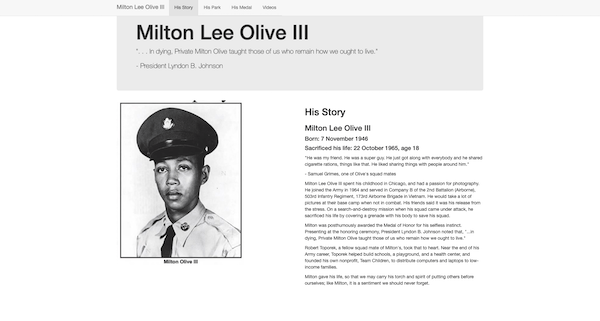 Milton Lee Olive III His Story His Park His Medal Videos
Milton Lee Olive III
". . . In dying, Private Milton Olive taught those of us who remain how we ought to live."
- President Lyndon B. Johnson
Milton Olive III
His Story
Milton Lee Olive III
Born: 7 November 1946
Sacrificed his life: 22 October 1965, age 18
"He was my friend. He was a super guy. He just got along with everybody and he shared
cigarette rations, things like that. He liked sharing things with people around him."
- Samuel Grimes, one of Olive's squad mates
Milton Lee Olive III spent his childhood in Chicago, and had a passion for photography.
He joined the Army in 1964 and served in Company B of the 2nd Battalion (Airborne),
503rd Infantry Regiment, 173rd Airborne Brigade in Vietnam. He would take a lot of
pictures at their base camp when not in combat. His friends said it was his release from
the stress. On a search-and-destroy mission when his squad came under attack, he
sacrificed his life by covering a grenade with his body to save his squad.
Milton was posthumously awarded the Medal of Honor for his selfless instinct.
Presenting at the honoring ceremony, President Lyndon B. Johnson noted that, "...in
dying, Private Milton Olive taught those of us who remain how we ought to live."
Robert Toporek, a fellow squad mate of Milton's, took that to heart. Near the end of his
Army career, Toporek helped build schools, a playground, and a health center, and
founded his own nonprofit, Team Children, to distribute computers and laptops to low-
income families.
Milton gave his life, so that we may carry his torch and spirit of putting others before
ourselves; like Milton, it is a sentiment we should never forget.